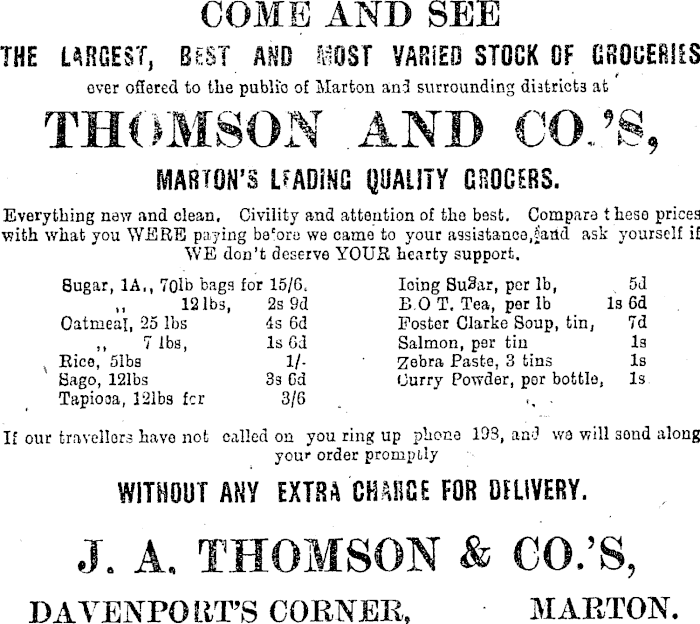 COME AND SEE
THE LARGEST, BEST AND MOST VARIED STOCK OF GROCERIES
ever offered to the public of Marton and surrounding districts at
THOMSON AND CO.'S,
MARTON'S LEADING QUALITY GROCERS.
Everything new and clean. Civility and attention of the best. Compare these prices
with what you WERE paying before we came to your assistance, and ask yourself if
WE don't deserve YOUR hearty support.
Sugar, 1A., 70lb bags for 15/6.
,, 12lbs, 2s 9d
Oatmeal, 25 lbs 4s 6d
,, 7 lbs, 1s 6d
Rice, 5lbs 1/-
Sago, 12lbs 3s 6d
Tapioca, 12lbs for 3/6
Icing Sugar, per lb, 5d
B.O T. Tea, per lb 1s 6d
Foster Clarke Soup, tin, 7d
Salmon, per tin 1s
Zebra Paste, 3 tins 1s
Curry Powder, per bottle, 1s
If our travellers have not called on you ring up phone 193, and we will send along
your order promptly
WITHOUT ANY EXTRA CHARGE FOR DELIVERY.
J. A. THOMSON & CO.'S,
DAVENPORT'S CORNER, MARTON.